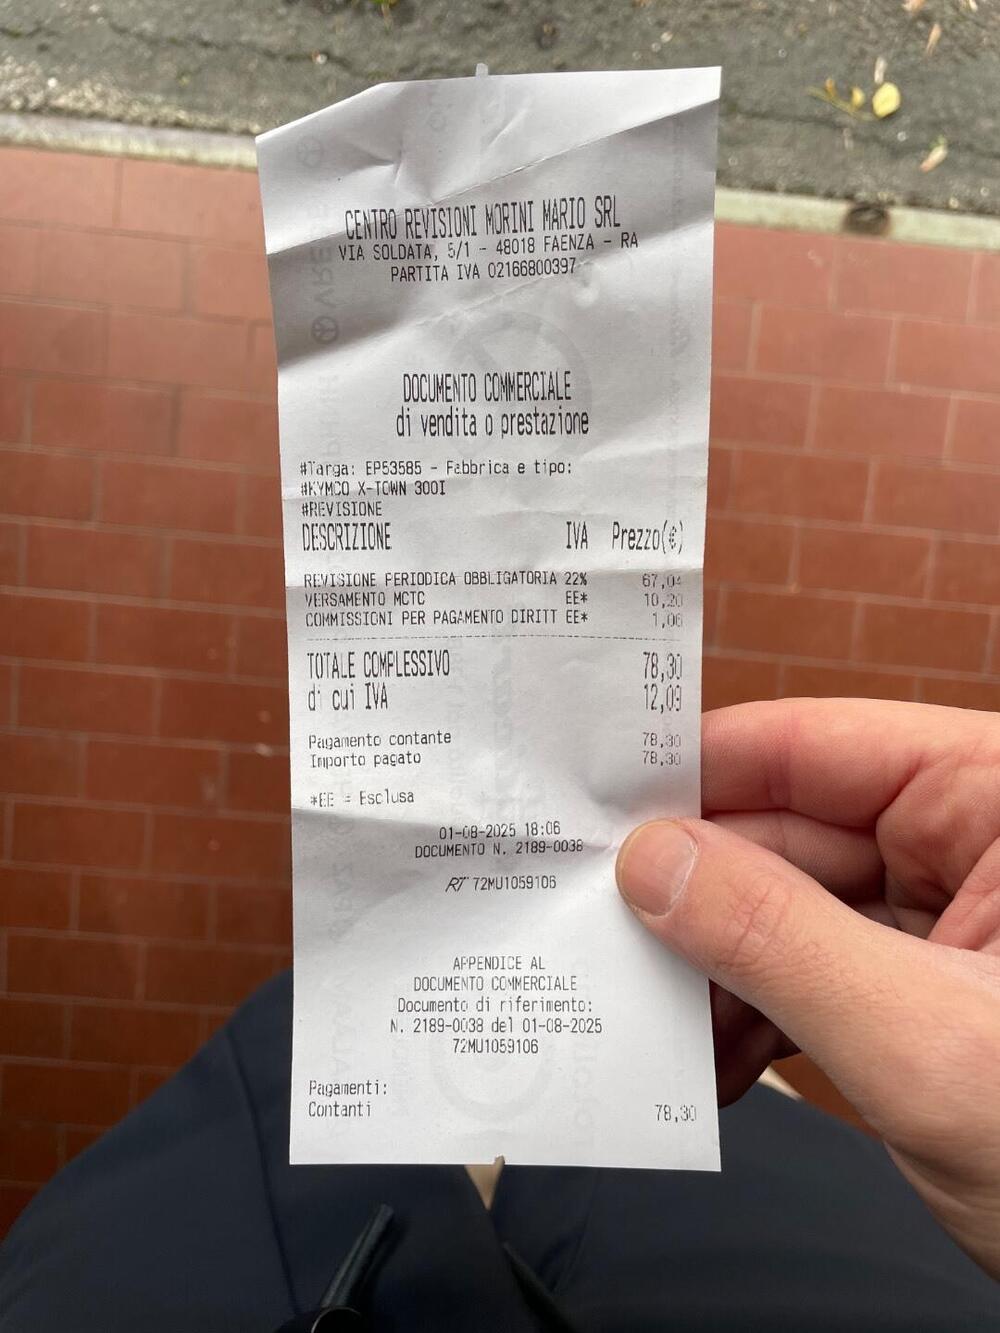 CENTRO REVISIONI MORINI MARIO SRL
VIA SOLDATA, 5/1 - 48018 FAENZA - RA
PARTITA IVA 02166800397
DOCUMENTO COMMERCIALE
di vendita o prestazione
#Targa: EP53585 - Fabbrica e tipo:
#KYMCO X-TOWN 300I
#REVISIONE
DESCRIZIONE IVA Prezzo(€)
REVISIONE PERIODICA OBBLIGATORIA 22% 67,04
VERSAMENTO MCTC EE* 10,20
COMMISSIONI PER PAGAMENTO DIRITT EE* 1,06
TOTALE COMPLESSIVO 78,30
di cui IVA 12,09
Pagamento contante 78,30
Importo pagato 78,30
*EE = Esclusa
01-08-2025 18:06
DOCUMENTO N. 2189-0038
RT 72MU1059106
APPENDICE AL
DOCUMENTO COMMERCIALE
Documento di riferimento:
N. 2189-0038 del 01-08-2025
72MU1059106
Pagamenti:
Contanti 78,30